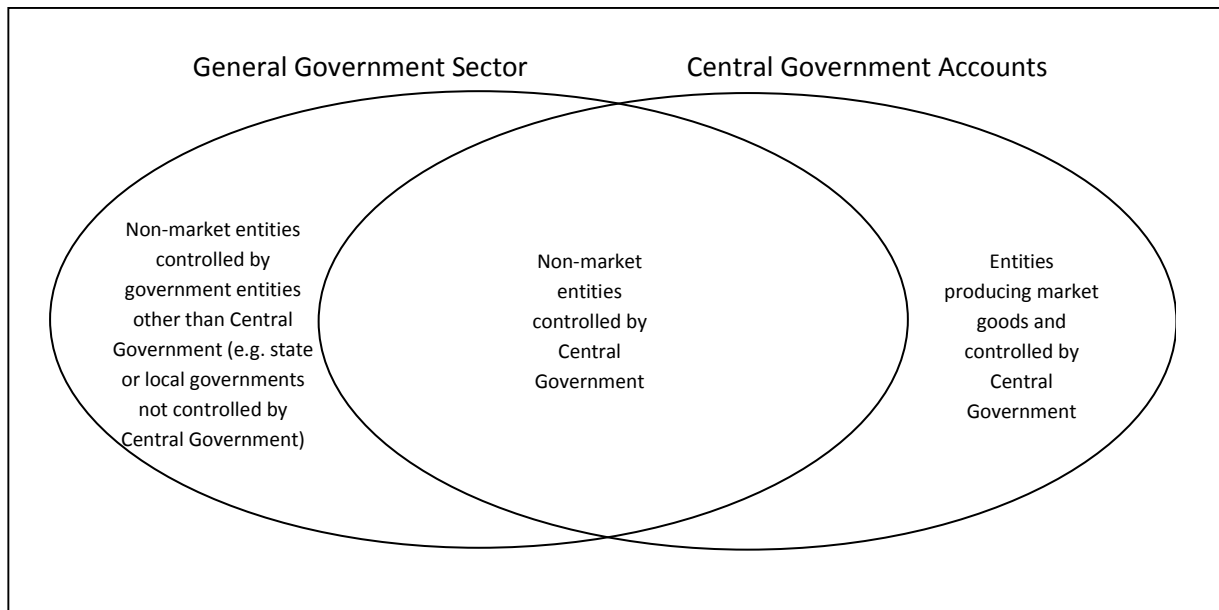 General Government Sector
Central Government Accounts
Non-market entities
controlled by
government entities
other than Central
Government (e.g. state
or local governments
not controlled by
Central Government)
Non-market
entities
controlled by
Central
Government
Entities
producing market
goods and
controlled by
Central
Government